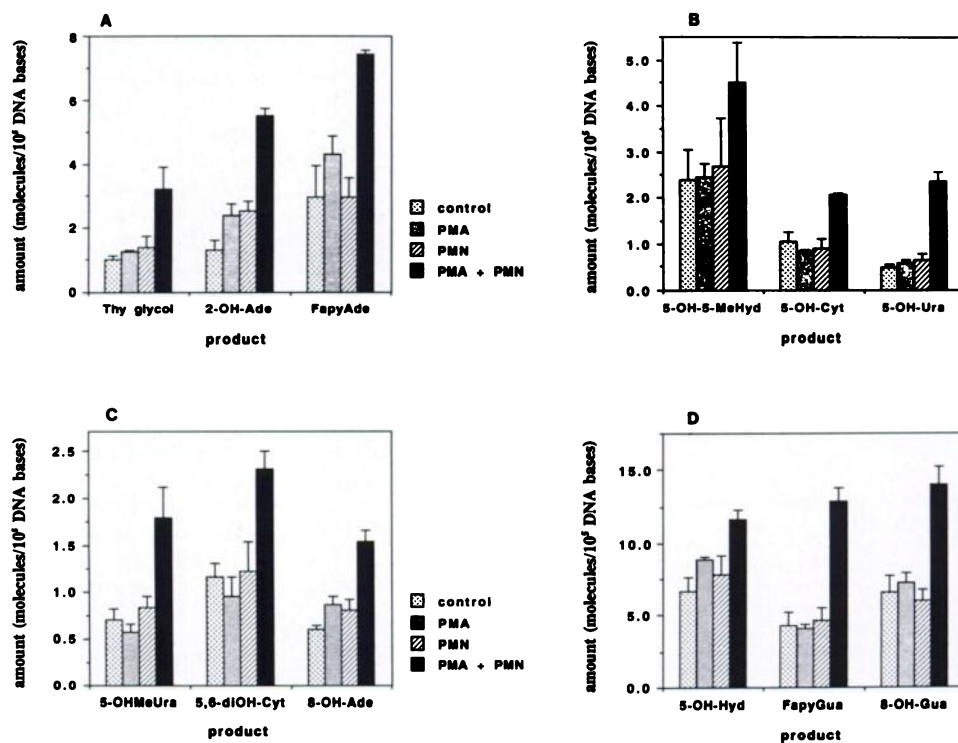 A
amount (molecules/10⁵ DNA bases)
8
6
4
2
0
Thy glycol 2-OH-Ade FapyAde
product
control
PMA
PMN
PMA + PMN
B
amount (molecules/10⁵ DNA bases)
5.0
4.0
3.0
2.0
1.0
0.0
5-OH-5-MeHyd 5-OH-Cyt 5-OH-Ura
product
C
amount (molecules/10⁵ DNA bases)
2.5
2.0
1.5
1.0
0.5
0.0
5-OHMeUra 5,6-diOH-Cyt 8-OH-Ade
product
control
PMA
PMN
PMA + PMN
D
amount (molecules/10⁵ DNA bases)
15.0
10.0
5.0
0.0
5-OH-Hyd FapyGua 8-OH-Gua
product